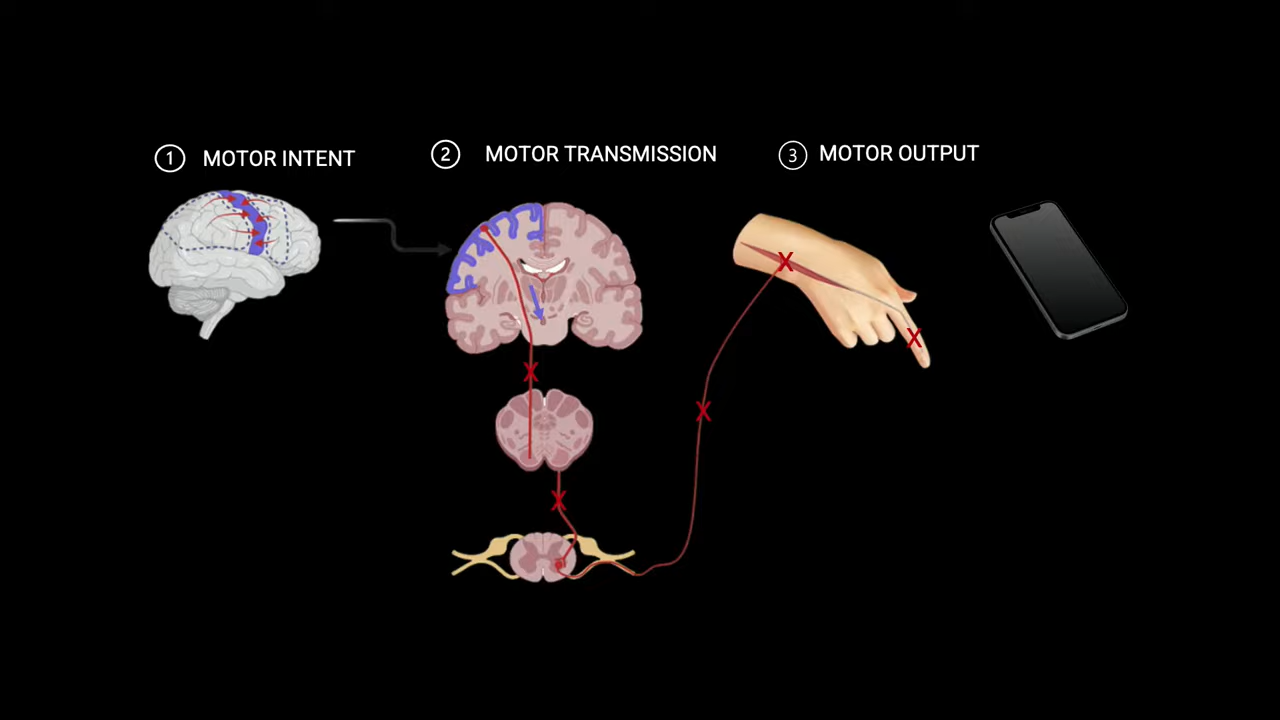 1 MOTOR INTENT
2 MOTOR TRANSMISSION
3 MOTOR OUTPUT
X
X
X
X
X